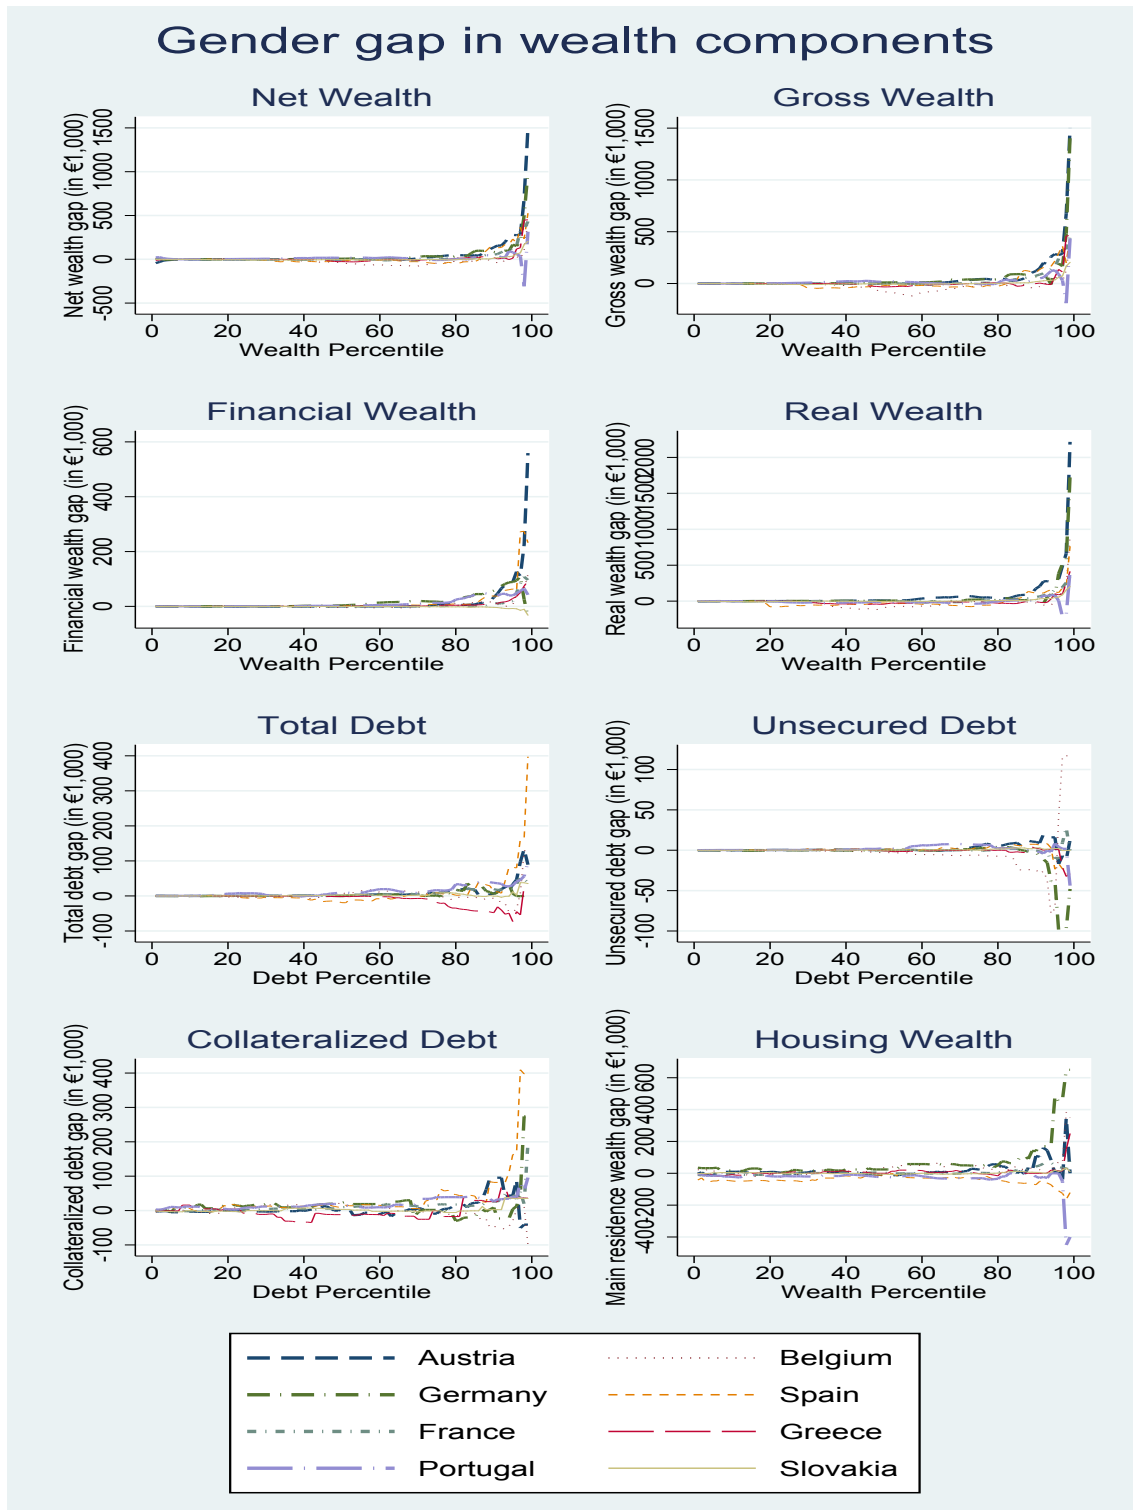 Gender gap in wealth components
Net Wealth
Net wealth gap (in €1,000)
-500 0 500 1000 1500
0 20 40 60 80 100
Wealth Percentile
Gross Wealth
Gross wealth gap (in €1,000)
0 500 1000 1500
0 20 40 60 80 100
Wealth Percentile
Financial Wealth
Financial wealth gap (in €1,000)
0 200 400 600
0 20 40 60 80 100
Wealth Percentile
Real Wealth
Real wealth gap (in €1,000)
0 500 1000 1500 2000
0 20 40 60 80 100
Wealth Percentile
Total Debt
Total debt gap (in €1,000)
-100 0 100 200 300 400
0 20 40 60 80 100
Debt Percentile
Unsecured Debt
Unsecured debt gap (in €1,000)
-100 -50 0 50 100
0 20 40 60 80 100
Debt Percentile
Collateralized Debt
Collateralized debt gap (in €1,000)
-100 0 100 200 300 400
0 20 40 60 80 100
Debt Percentile
Housing Wealth
Main residence wealth gap (in €1,000)
-400 -200 0 200 400 600
0 20 40 60 80 100
Wealth Percentile
Austria
Belgium
Germany
Spain
France
Greece
Portugal
Slovakia